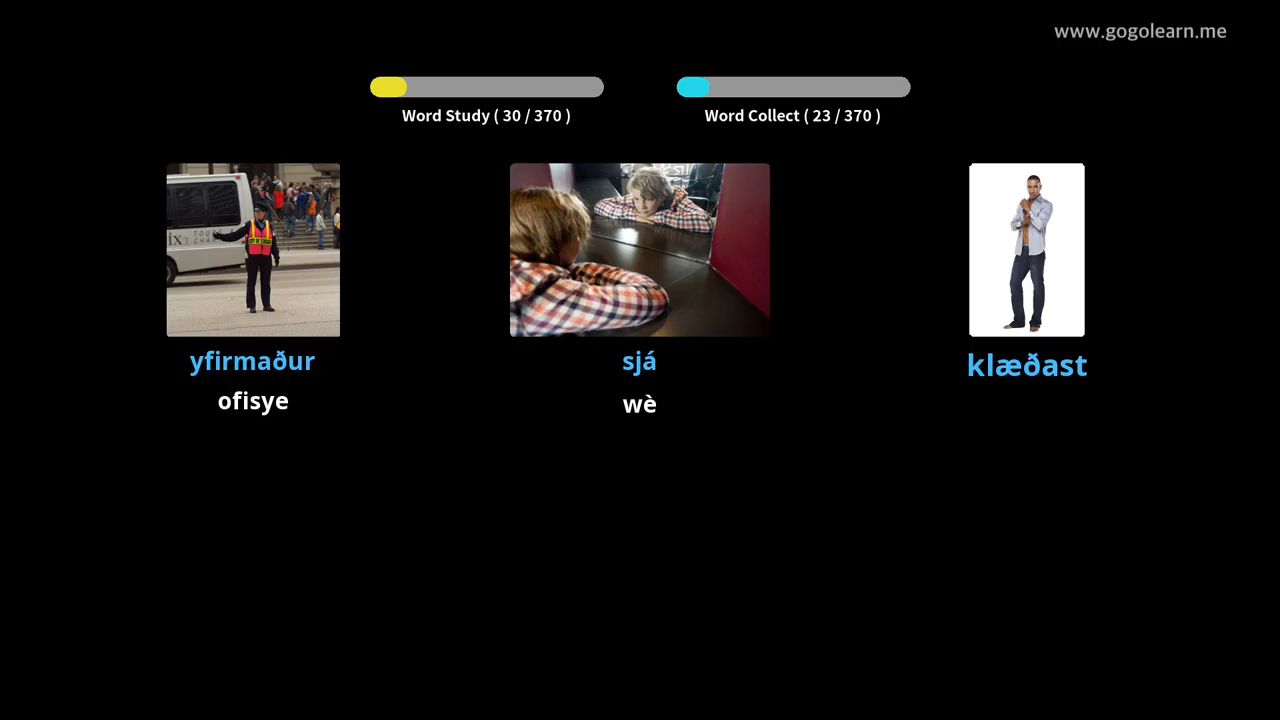 www.gogolearn.me
Word Study ( 30 / 370 )
Word Collect ( 23 / 370 )
yfirmaður
ofisye
sjá
wè
klæðast